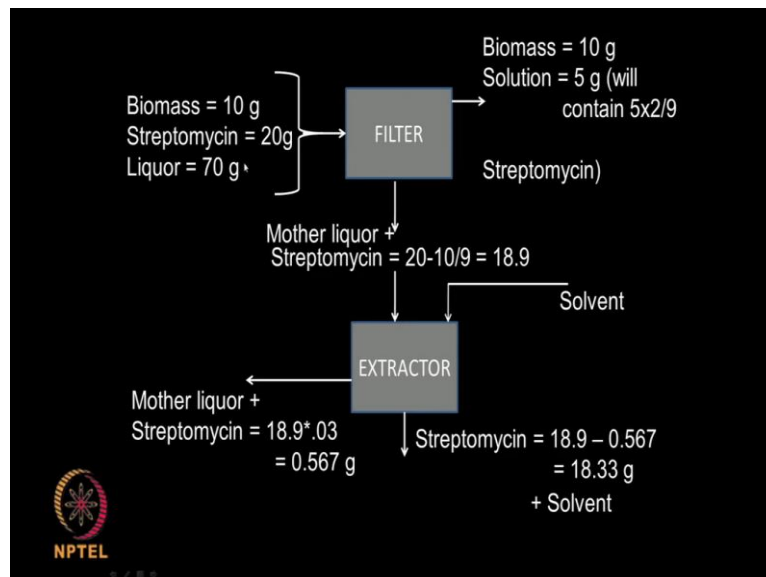 Biomass = 10 g
Solution = 5 g (will
contain 5x2/9
Streptomycin)
Biomass = 10 g
Streptomycin = 20g
Liquor = 70 g
FILTER
Mother liquor +
Streptomycin = 20-10/9 = 18.9
Solvent
EXTRACTOR
Mother liquor +
Streptomycin = 18.9*.03
= 0.567 g
Streptomycin = 18.9 – 0.567
= 18.33 g
+ Solvent
NPTEL